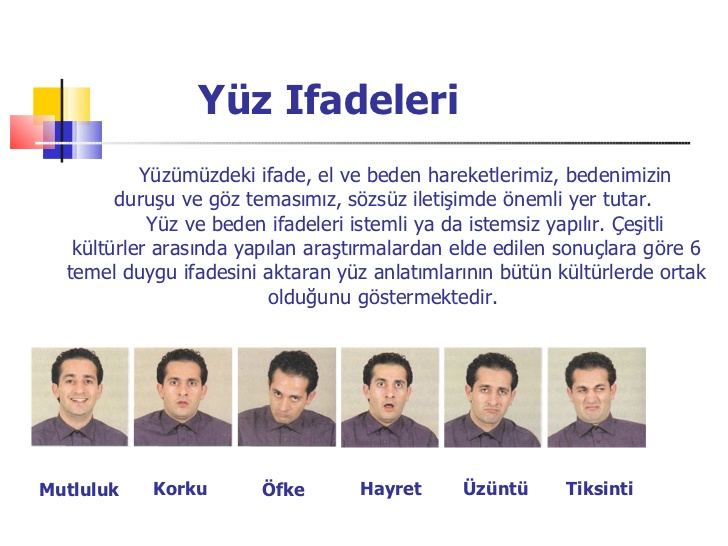 Yüz Ifadeleri
Yüzümüzdeki ifade, el ve beden hareketlerimiz, bedenimizin
duruşu ve göz temasımız, sözsüz iletişimde önemli yer tutar.
Yüz ve beden ifadeleri istemli ya da istemsiz yapılır. Çeşitli
kültürler arasında yapılan araştırmalardan elde edilen sonuçlara göre 6
temel duygu ifadesini aktaran yüz anlatımlarının bütün kültürlerde ortak
olduğunu göstermektedir.
Mutluluk Korku Öfke Hayret Üzüntü Tiksinti